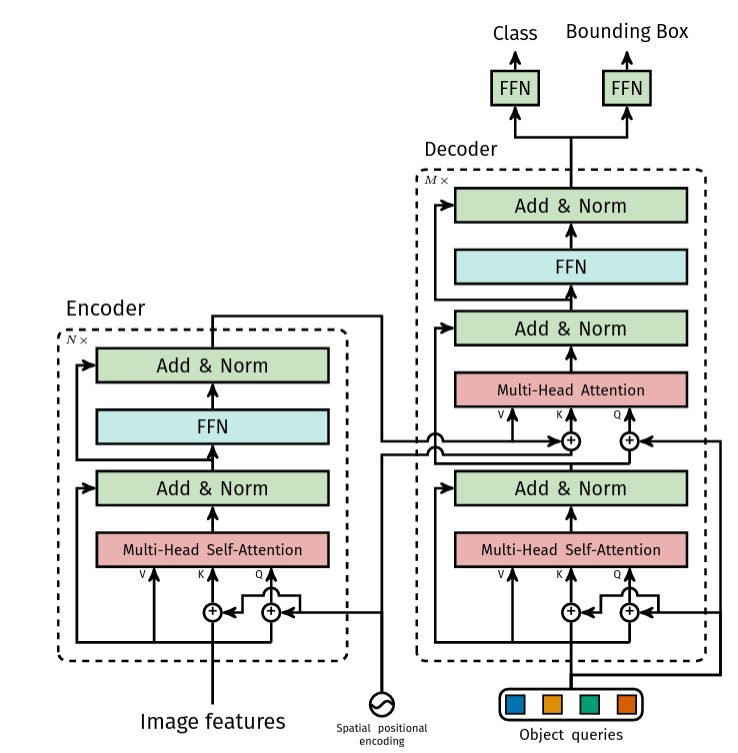 Class
Bounding Box
FFN
FFN
Decoder
M×
Add & Norm
FFN
Add & Norm
Multi-Head Attention
V K Q
+ +
Add & Norm
Multi-Head Self-Attention
V K Q
+ +
Object queries
Encoder
N×
Add & Norm
FFN
Add & Norm
Multi-Head Self-Attention
V K Q
+ +
Image features
Spatial positional
encoding